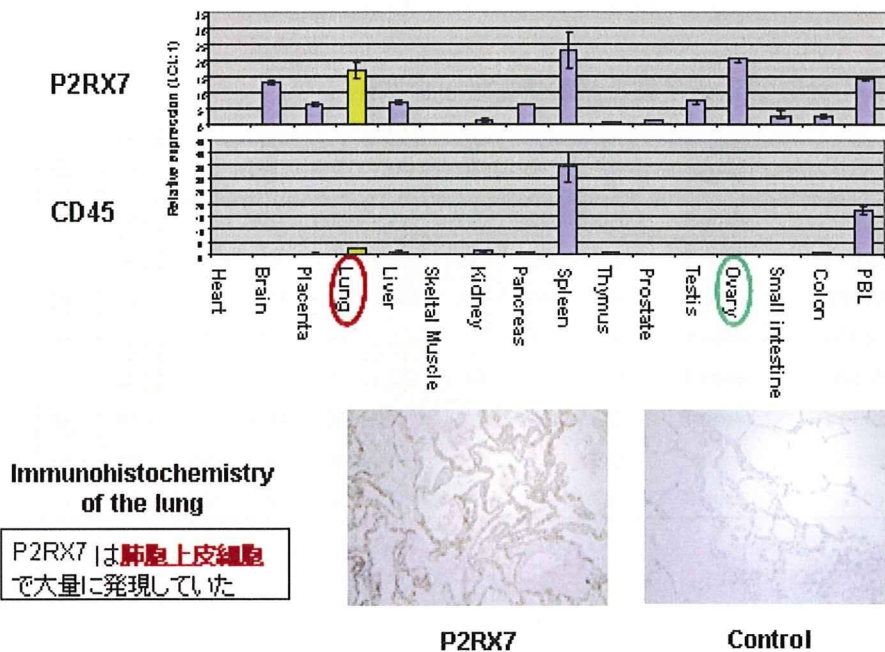 P2RX7
CD45
Relative expression (LCL: 1)
Heart
Brain
Placenta
Lung
Liver
Skeltal Muscle
Kidney
Pancreas
Spleen
Thymus
Prostate
Testis
Ovary
Small intestine
Colon
PBL
Immunohistochemistry
of the lung
P2RX7 は肺胞上皮細胞
で大量に発現していた
P2RX7
Control